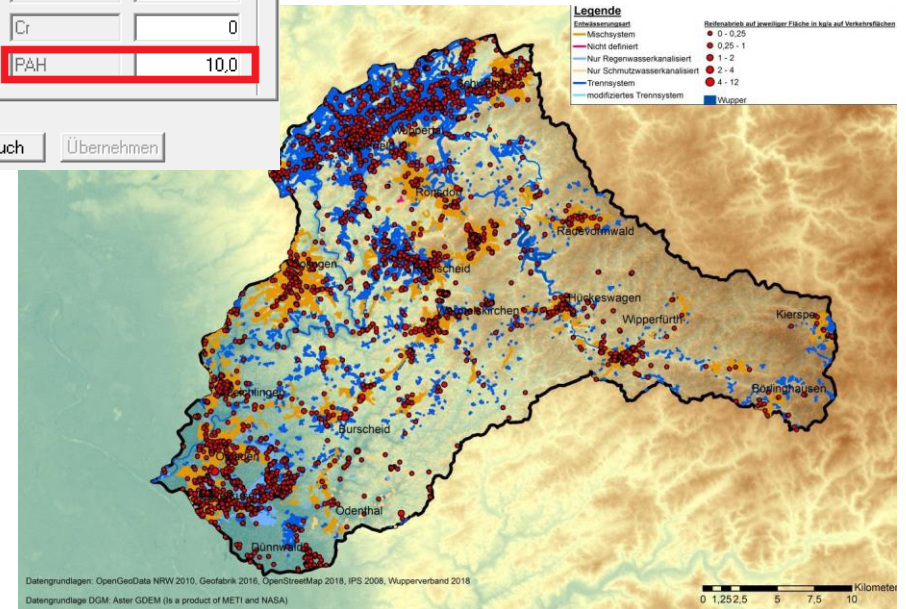 Cr 0
PAH 10,0
uch Übernehmen
Legende
Entwässerungsart
Mischsystem
Nicht definiert
Nur Regenwasserkanalisiert
Nur Schmutzwasserkanalisiert
Trennsystem
modifiziertes Trennsystem
Reifenabrieb auf jeweiliger Fläche in kg/a auf Verkehrsflächen
0 - 0,25
0,25 - 1
1 - 2
2 - 4
4 - 12
Wupper
Wuppertal
Ronsdorf
Radevormwald
Hückeswagen
Wipperfürth
Kierspe
Börlinghausen
Burscheid
Odenthal
Dünnwald
Datengrundlagen: OpenGeoData NRW 2010, Geofabrik 2016, OpenStreetMap 2018, IPS 2008, Wupperverband 2018
Datengrundlage DGM: Aster GDEM (Is a product of METI and NASA)
Kilometer
0 1,25 2,5 5 7,5 10